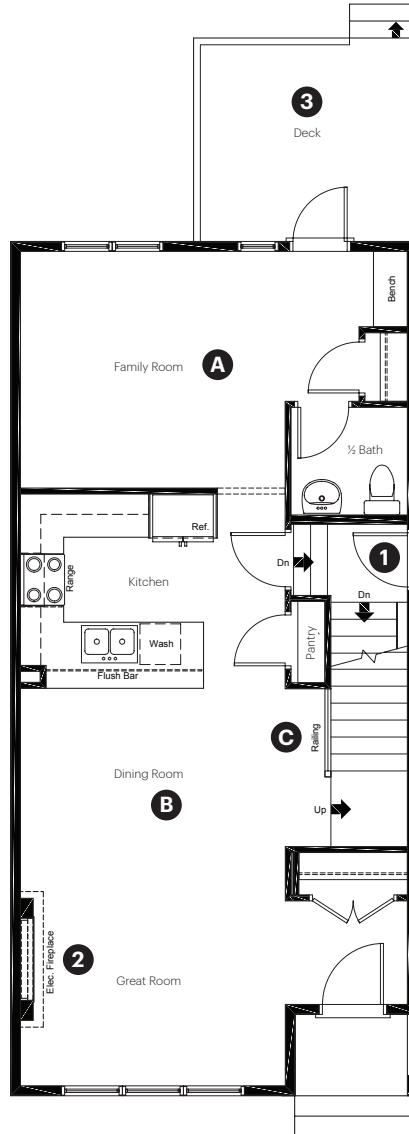 3
Deck
Bench
Family Room A
½ Bath
Ref.
Range
Kitchen
Dn
1
Dn
Wash
Pantry
Flush Bar
C
Railing
Dining Room
B
Up
Elec. Fireplace
2
Great Room